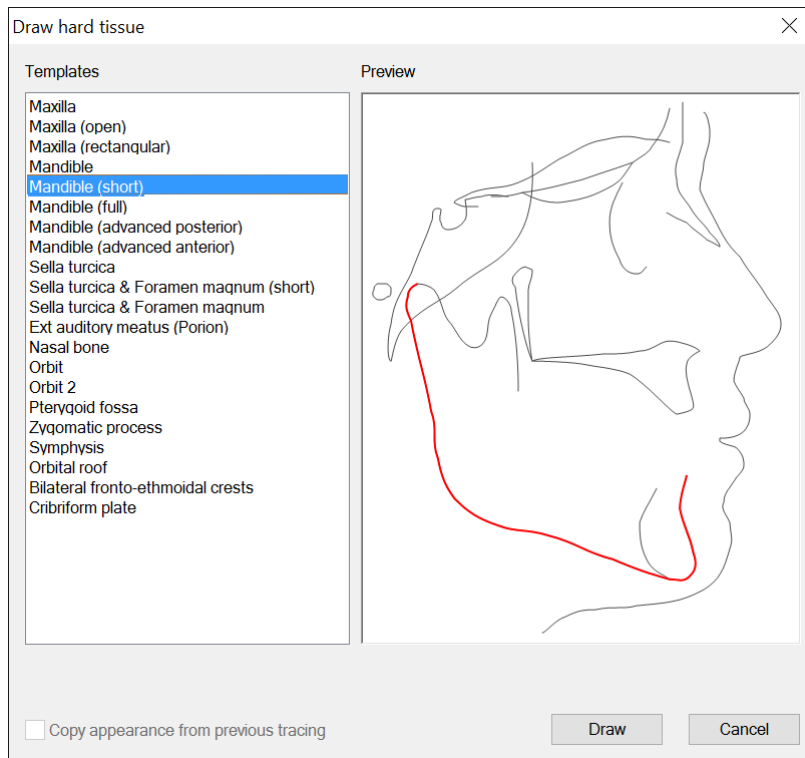 Draw hard tissue
Templates
Preview
Maxilla
Maxilla (open)
Maxilla (rectangular)
Mandible
Mandible (short)
Mandible (full)
Mandible (advanced posterior)
Mandible (advanced anterior)
Sella turcica
Sella turcica & Foramen magnum (short)
Sella turcica & Foramen magnum
Ext auditory meatus (Porion)
Nasal bone
Orbit
Orbit 2
Pterygoid fossa
Zygomatic process
Symphysis
Orbital roof
Bilateral fronto-ethmoidal crests
Cribriform plate
Copy appearance from previous tracing
Draw
Cancel